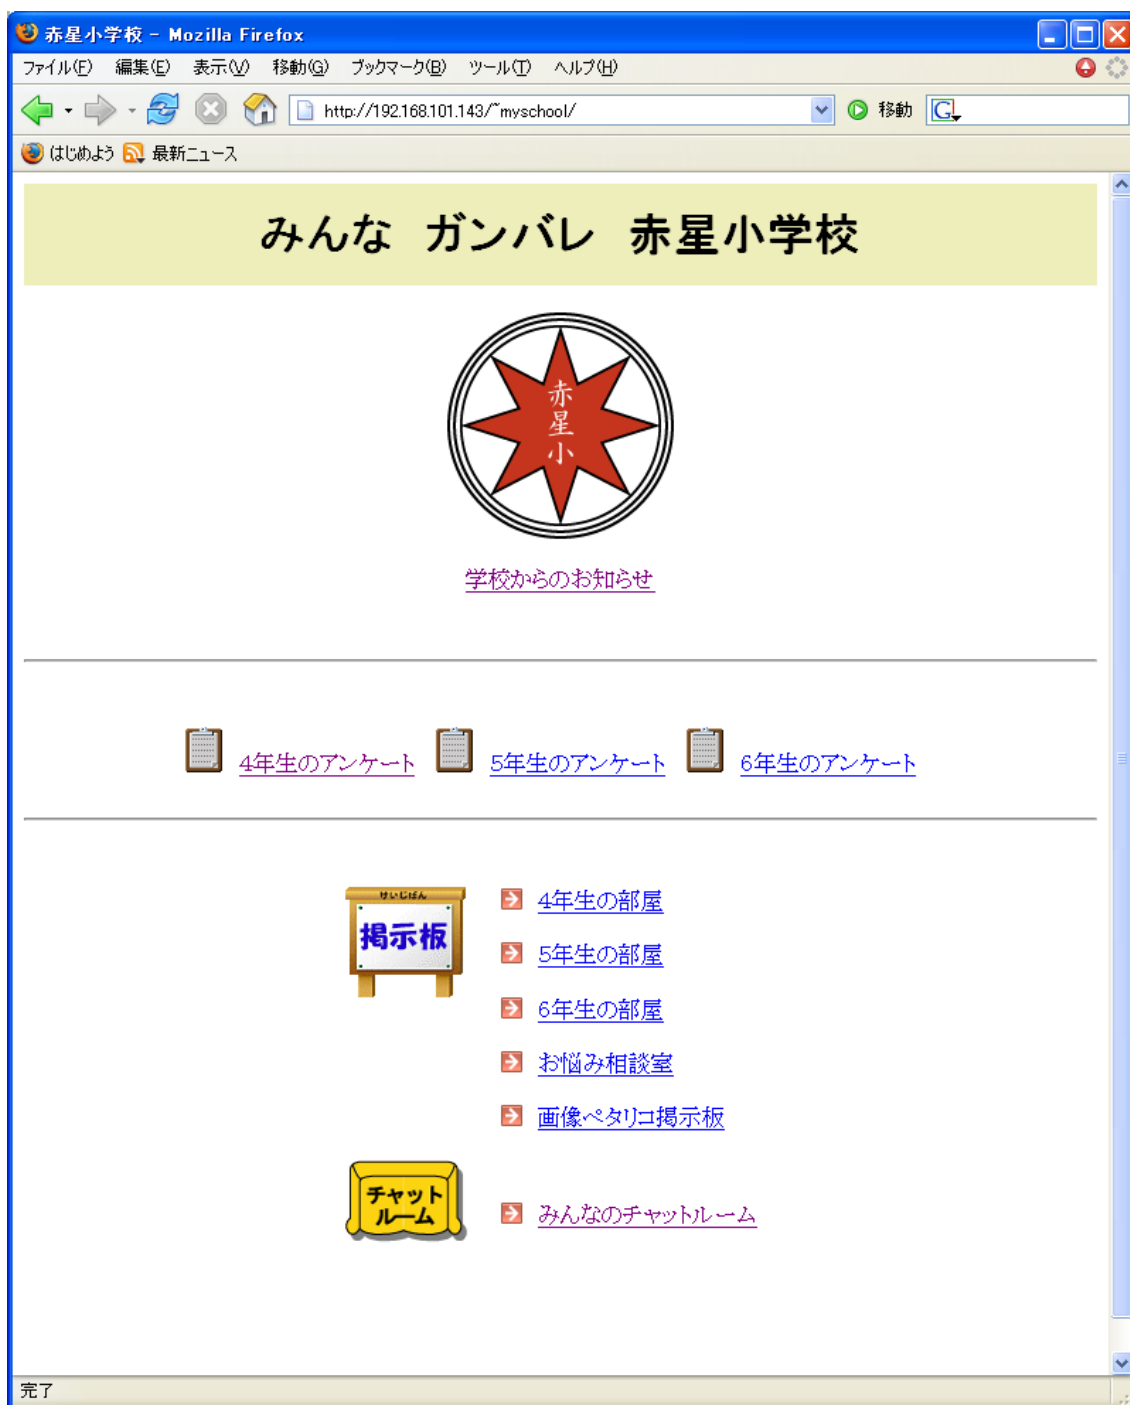 赤星小学校 - Mozilla Firefox
ファイル(F) 編集(E) 表示(V) 移動(G) ブックマーク(B) ツール(T) ヘルプ(H)
http://192.168.101.143/~myschool/ 移動 G
はじめよう 最新ニュース
みんな ガンバレ 赤星小学校
赤
星
小
学校からのお知らせ
4年生のアンケート 5年生のアンケート 6年生のアンケート
けいじばん
掲示板
4年生の部屋
5年生の部屋
6年生の部屋
お悩み相談室
画像ペタリコ掲示板
チャット
ルーム
みんなのチャットルーム
完了